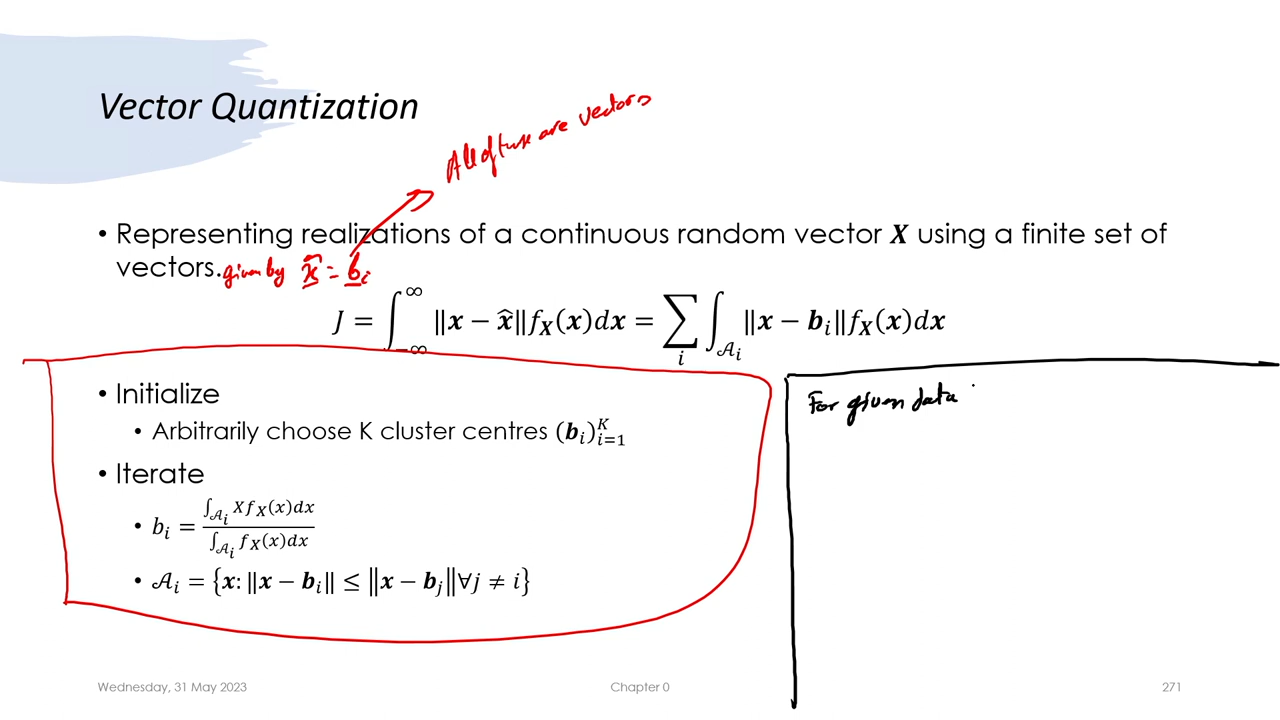 Vector Quantization
All of these are vectors
• Representing realizations of a continuous random vector X using a finite set of
vectors. given by x̂ = b_i
J = ∫_{-∞}^{∞} ‖x − x̂‖f_X(x)dx = ∑_i ∫_{𝒜_i} ‖x − b_i‖f_X(x)dx
• Initialize
• Arbitrarily choose K cluster centres (b_i)_{i=1}^{K}
• Iterate
• b_i = ∫_{𝒜_i} X f_X(x)dx / ∫_{𝒜_i} f_X(x)dx
• 𝒜_i = {x: ‖x − b_i‖ ≤ ‖x − b_j‖∀j ≠ i}
For given data
Wednesday, 31 May 2023
Chapter 0
271